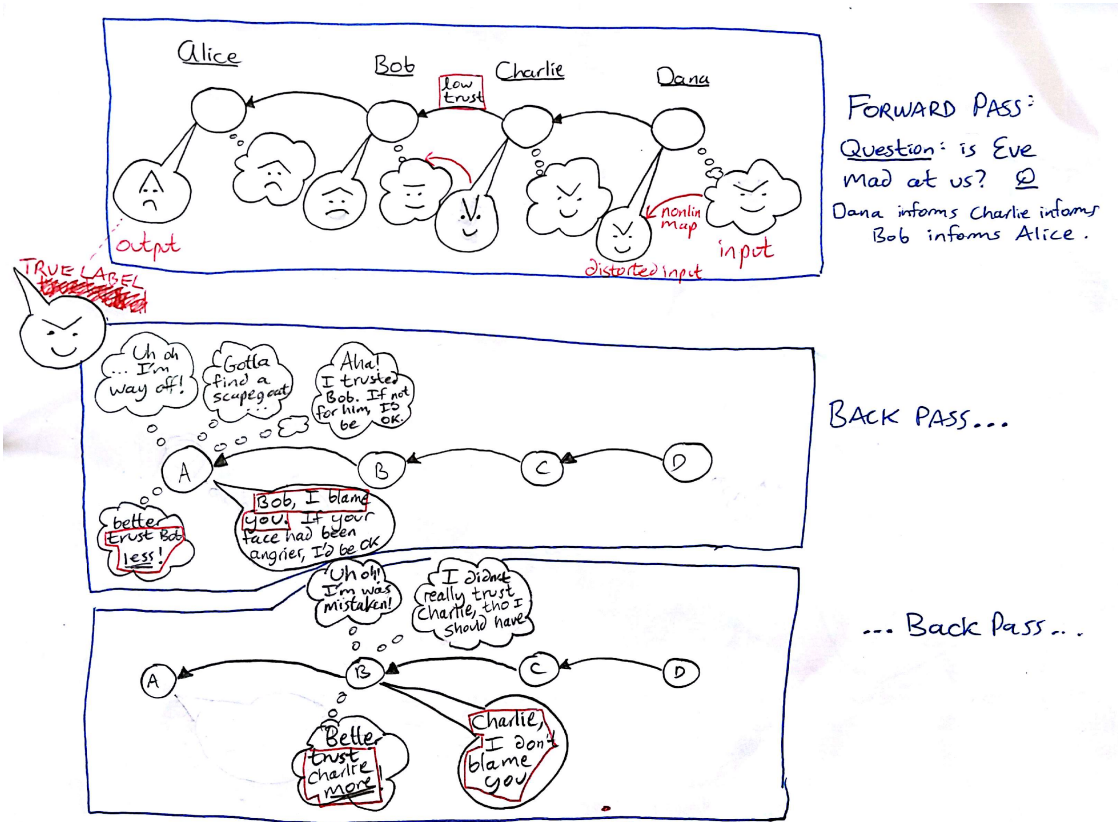 Alice
Bob
Charlie
Dana
low
trust
nonlin
map
output
distorted input
input
FORWARD PASS:
Question: is Eve
mad at us?
Dana informs Charlie informs
Bob informs Alice.
TRUE LABEL
Uh oh
... I'm
way off!
Gotta
find a
scapegoat
...
Aha!
I trusted
Bob. If not
for him, I'd
be OK.
A
B
C
D
better
trust Bob
less!
Bob, I blame
you. If your
face had been
angrier, I'd be OK
BACK PASS...
Uh oh!
I'm was
mistaken!
I didn't
really trust
Charlie, tho I
should have
A
B
C
D
Better
trust
charlie
more
Charlie,
I don't
blame
you
... Back Pass...